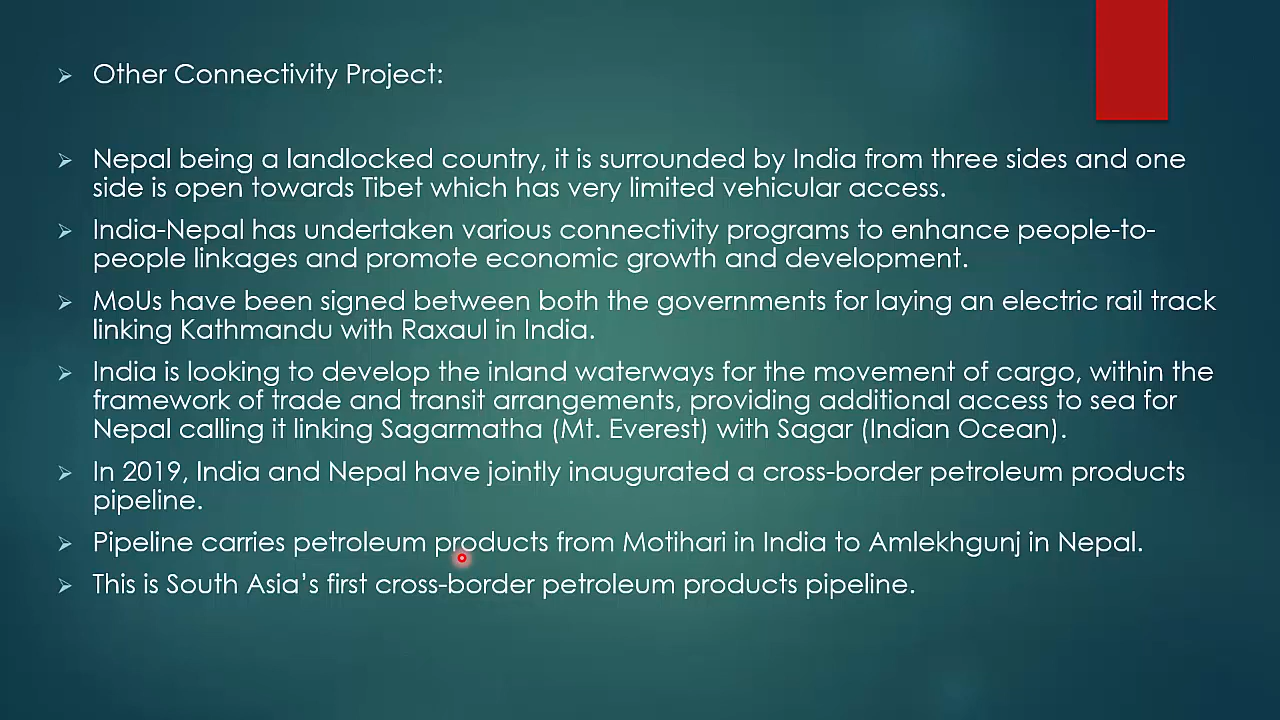 Other Connectivity Project:
Nepal being a landlocked country, it is surrounded by India from three sides and one
side is open towards Tibet which has very limited vehicular access.
India-Nepal has undertaken various connectivity programs to enhance people-to-
people linkages and promote economic growth and development.
MoUs have been signed between both the governments for laying an electric rail track
linking Kathmandu with Raxaul in India.
India is looking to develop the inland waterways for the movement of cargo, within the
framework of trade and transit arrangements, providing additional access to sea for
Nepal calling it linking Sagarmatha (Mt. Everest) with Sagar (Indian Ocean).
In 2019, India and Nepal have jointly inaugurated a cross-border petroleum products
pipeline.
Pipeline carries petroleum products from Motihari in India to Amlekhgunj in Nepal.
This is South Asia’s first cross-border petroleum products pipeline.